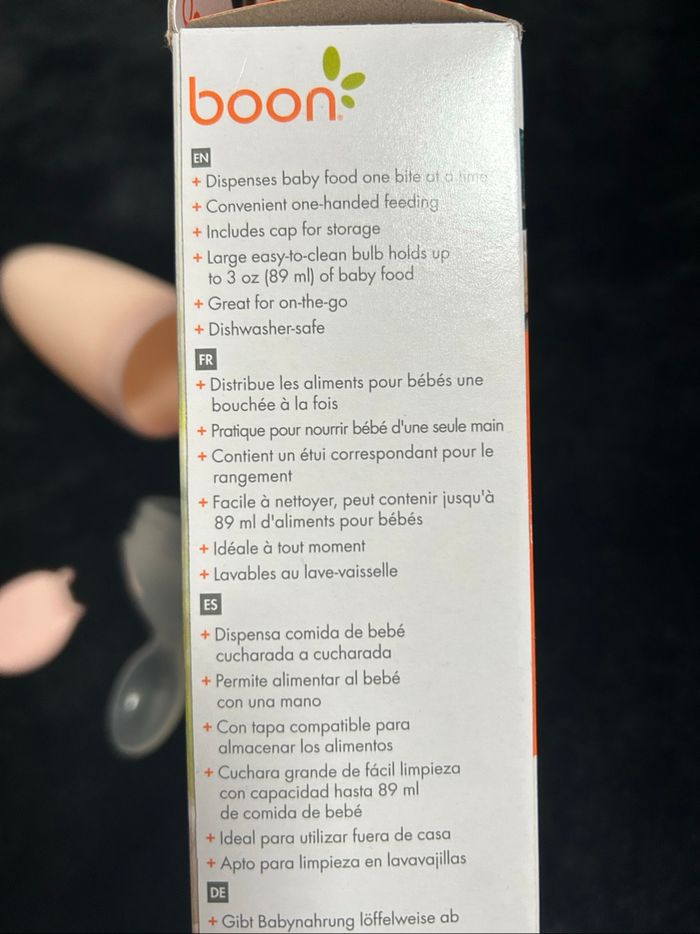 boon
EN
+ Dispenses baby food one bite at a time
+ Convenient one-handed feeding
+ Includes cap for storage
+ Large easy-to-clean bulb holds up
to 3 oz (89 ml) of baby food
+ Great for on-the-go
+ Dishwasher-safe
FR
+ Distribue les aliments pour bébés une
bouchée à la fois
+ Pratique pour nourrir bébé d'une seule main
+ Contient un étui correspondant pour le
rangement
+ Facile à nettoyer, peut contenir jusqu'à
89 ml d'aliments pour bébés
+ Idéale à tout moment
+ Lavables au lave-vaisselle
ES
+ Dispensa comida de bebé
cucharada a cucharada
+ Permite alimentar al bebé
con una mano
+ Con tapa compatible para
almacenar los alimentos
+ Cuchara grande de fácil limpieza
con capacidad hasta 89 ml
de comida de bebé
+ Ideal para utilizar fuera de casa
+ Apto para limpieza en lavavajillas
DE
+ Gibt Babynahrung löffelweise ab